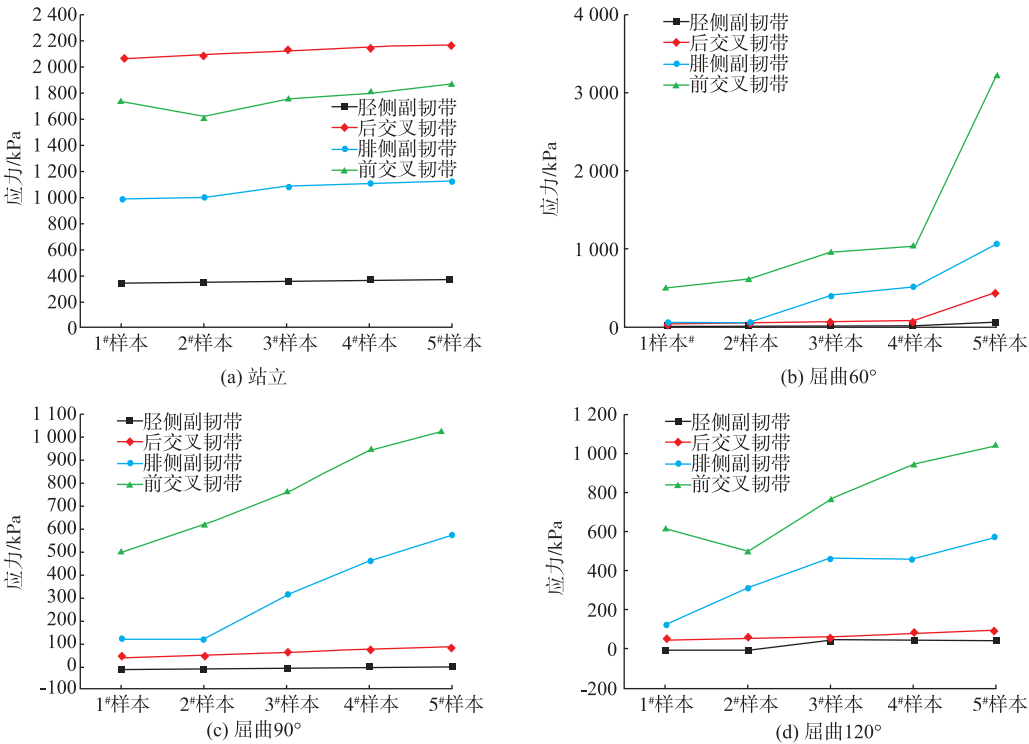 2 400
2 200
2 000
1 800
1 600
1 400
1 200
1 000
800
600
400
200
0
应力/kPa
胫侧副韧带
后交叉韧带
腓侧副韧带
前交叉韧带
1#样本 2#样本 3#样本 4#样本 5#样本
(a) 站立
4 000
3 000
2 000
1 000
0
应力/kPa
胫侧副韧带
后交叉韧带
腓侧副韧带
前交叉韧带
1样本# 2#样本 3#样本 4#样本 5#样本
(b) 屈曲60°
1 100
1 000
900
800
700
600
500
400
300
200
100
0
-100
应力/kPa
胫侧副韧带
后交叉韧带
腓侧副韧带
前交叉韧带
1#样本 2#样本 3#样本 4#样本 5#样本
(c) 屈曲90°
1 200
1 000
800
600
400
200
0
-200
应力/kPa
胫侧副韧带
后交叉韧带
腓侧副韧带
前交叉韧带
1#样本 2#样本 3#样本 4#样本 5#样本
(d) 屈曲120°